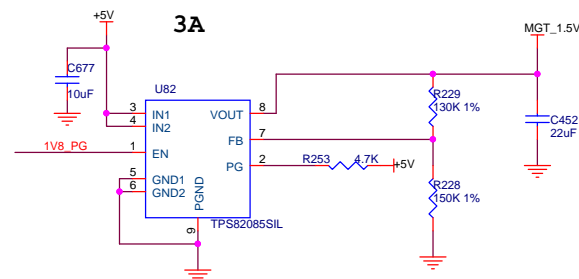 +5V
3A
MGT_1.5V
C677
10uF
U82
3 IN1 VOUT 8
4 IN2
R229
130K 1%
C452
22uF
1V8_PG 1 EN FB 7
PG 2 R253 4.7K +5V
5 GND1
6 GND2
PGND
9
R228
150K 1%
TPS82085SIL